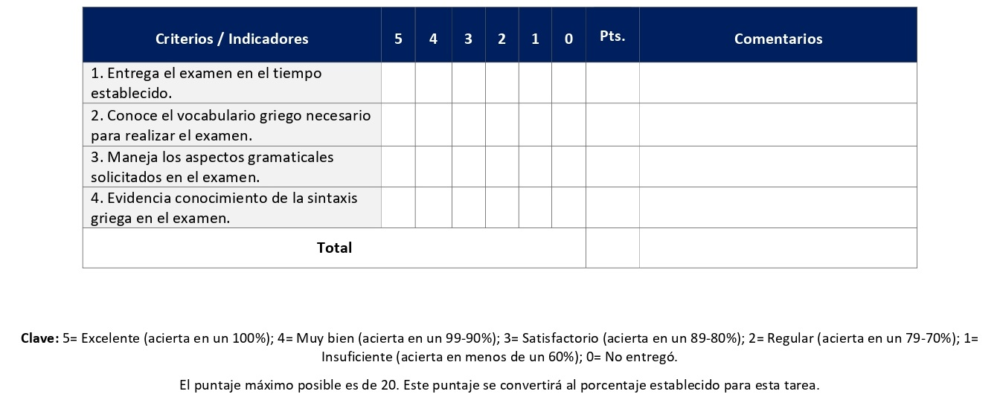 Criterios / Indicadores 5 4 3 2 1 0 Pts. Comentarios
1. Entrega el examen en el tiempo
establecido.
2. Conoce el vocabulario griego necesario
para realizar el examen.
3. Maneja los aspectos gramaticales
solicitados en el examen.
4. Evidencia conocimiento de la sintaxis
griega en el examen.
Total
Clave: 5= Excelente (acierta en un 100%); 4= Muy bien (acierta en un 99-90%); 3= Satisfactorio (acierta en un 89-80%); 2= Regular (acierta en un 79-70%); 1=
Insuficiente (acierta en menos de un 60%); 0= No entregó.
El puntaje máximo posible es de 20. Este puntaje se convertirá al porcentaje establecido para esta tarea.